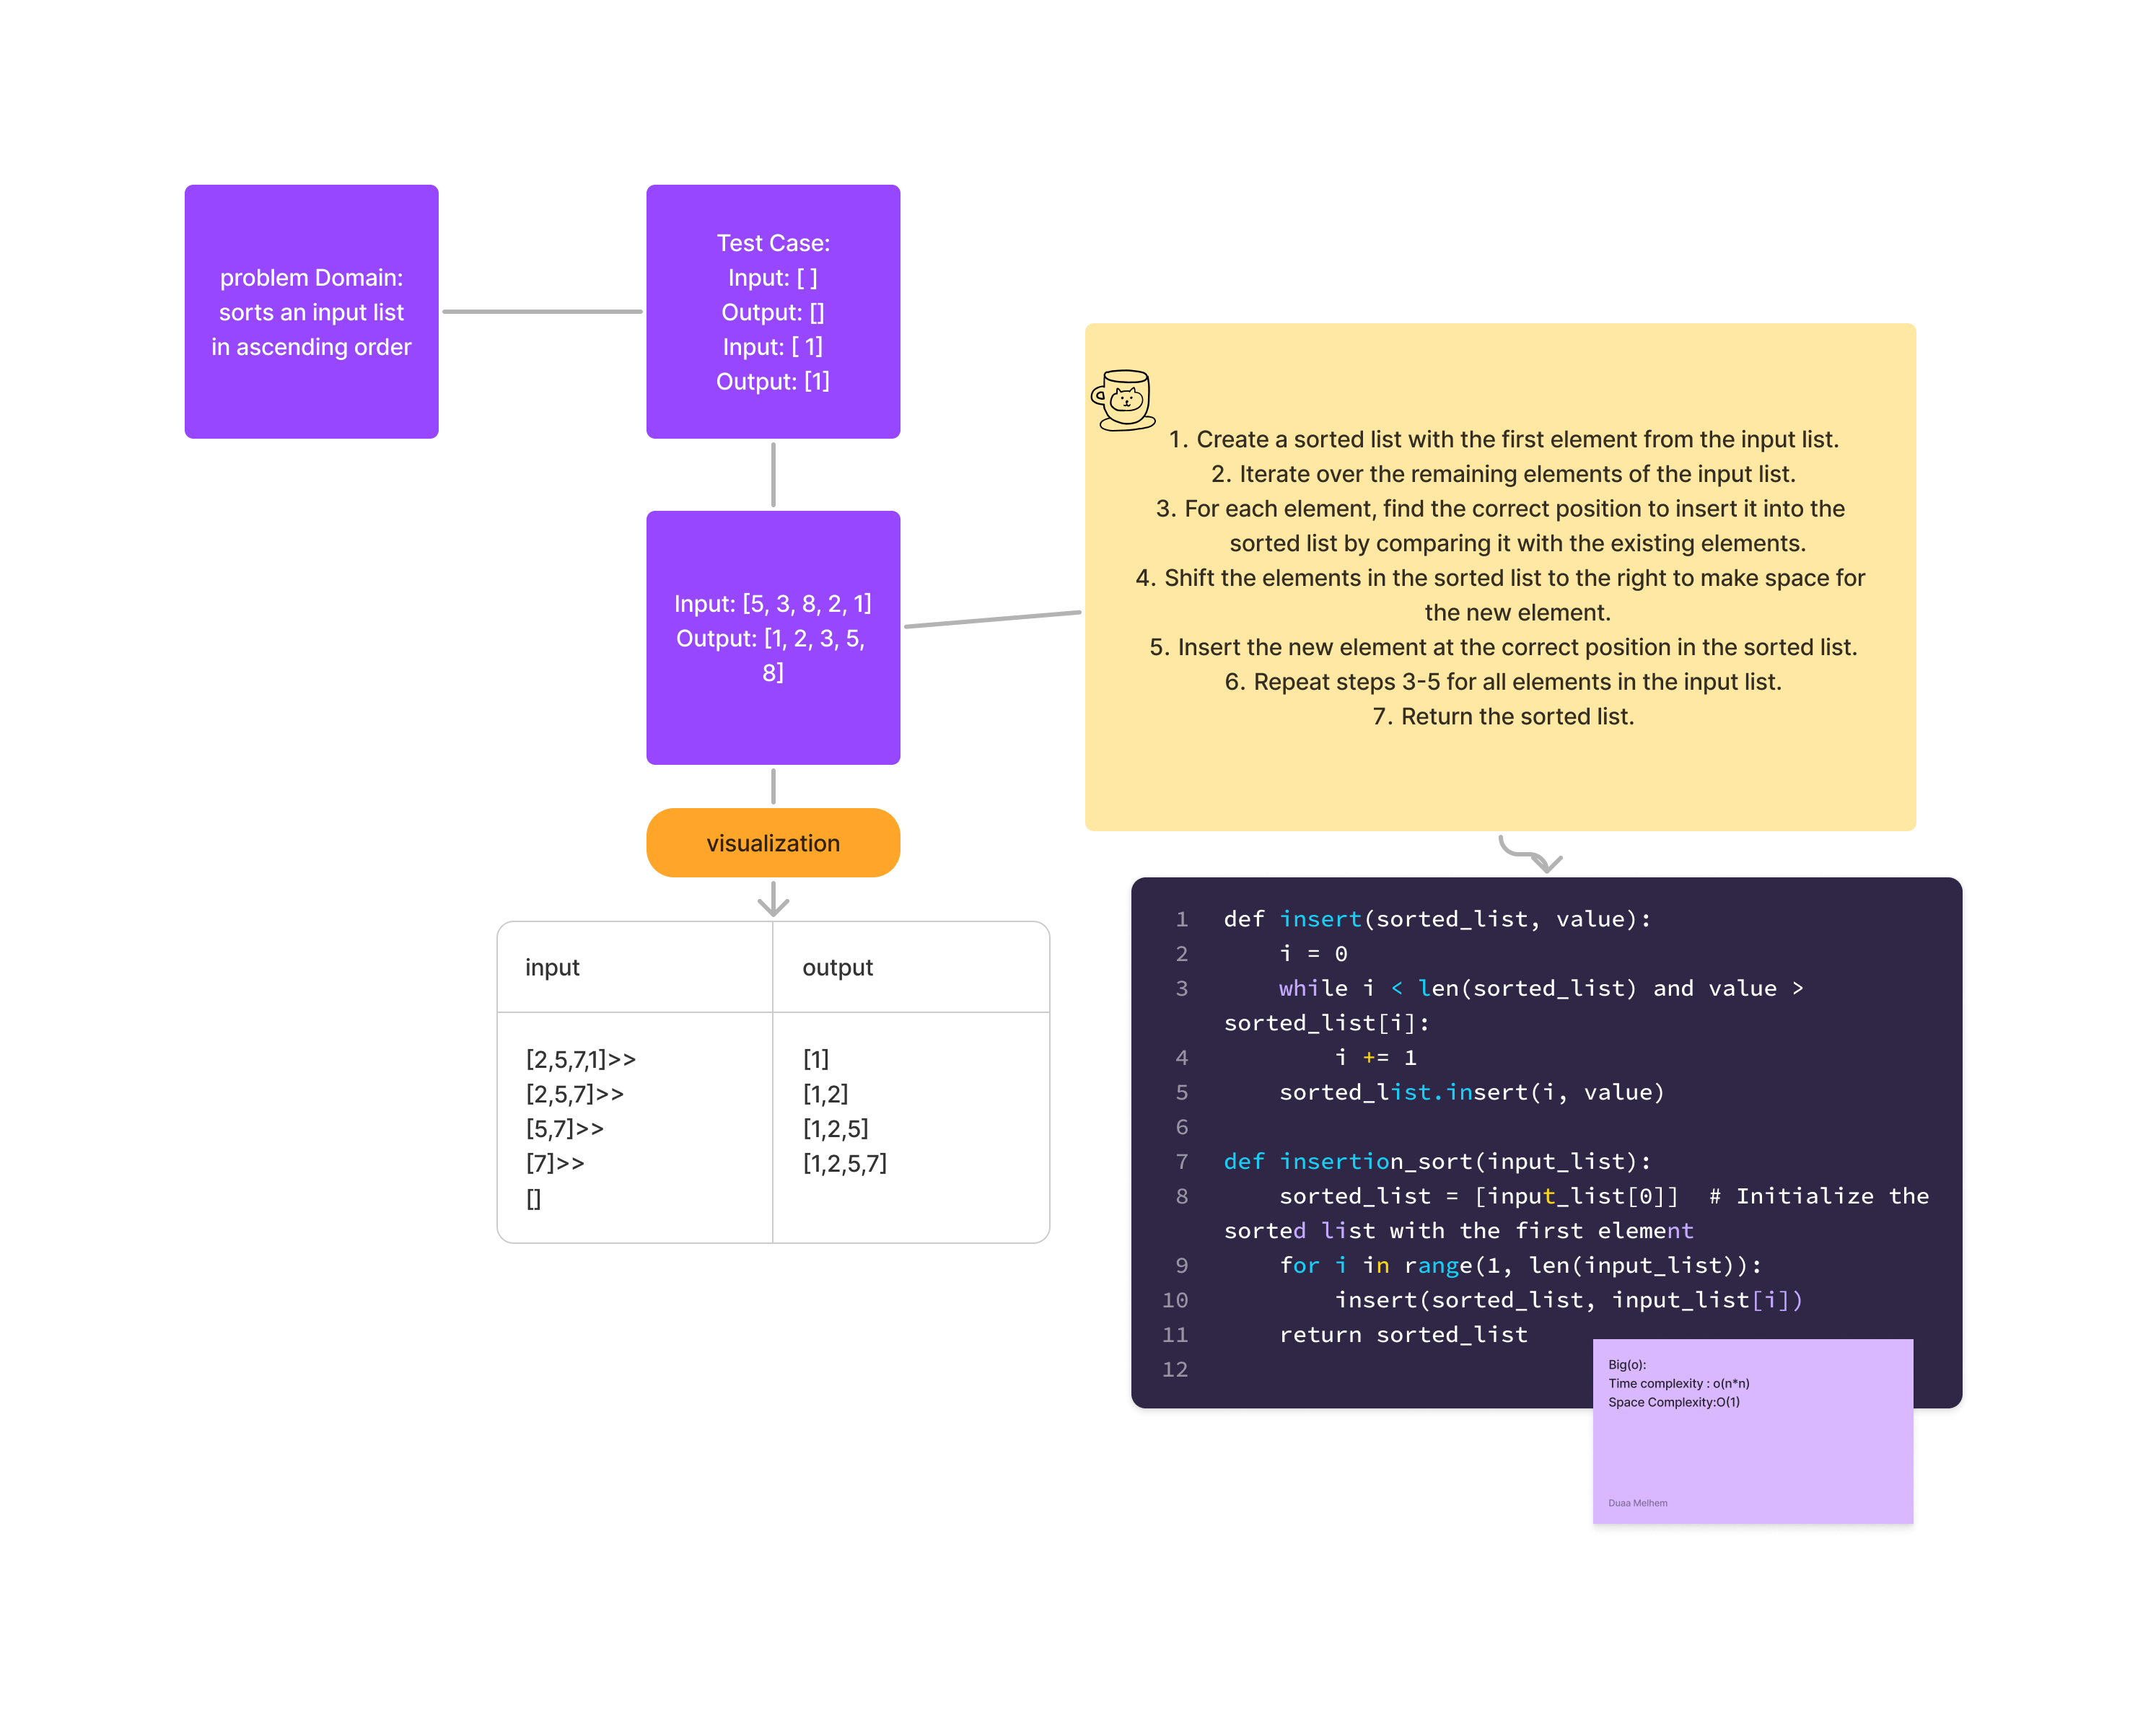 problem Domain:
sorts an input list
in ascending order
Test Case:
Input: [ ]
Output: []
Input: [ 1]
Output: [1]
Input: [5, 3, 8, 2, 1]
Output: [1, 2, 3, 5,
8]
visualization
input
output
[2,5,7,1]>>
[2,5,7]>>
[5,7]>>
[7]>>
[]
[1]
[1,2]
[1,2,5]
[1,2,5,7]
1. Create a sorted list with the first element from the input list.
2. Iterate over the remaining elements of the input list.
3. For each element, find the correct position to insert it into the
sorted list by comparing it with the existing elements.
4. Shift the elements in the sorted list to the right to make space for
the new element.
5. Insert the new element at the correct position in the sorted list.
6. Repeat steps 3-5 for all elements in the input list.
7. Return the sorted list.
1 def insert(sorted_list, value):
2     i = 0
3     while i < len(sorted_list) and value >
sorted_list[i]:
4         i += 1
5     sorted_list.insert(i, value)
6
7 def insertion_sort(input_list):
8     sorted_list = [input_list[0]]  # Initialize the
sorted list with the first element
9     for i in range(1, len(input_list)):
10         insert(sorted_list, input_list[i])
11     return sorted_list
12
Big(o):
Time complexity : o(n*n)
Space Complexity:O(1)
Duaa Melhem